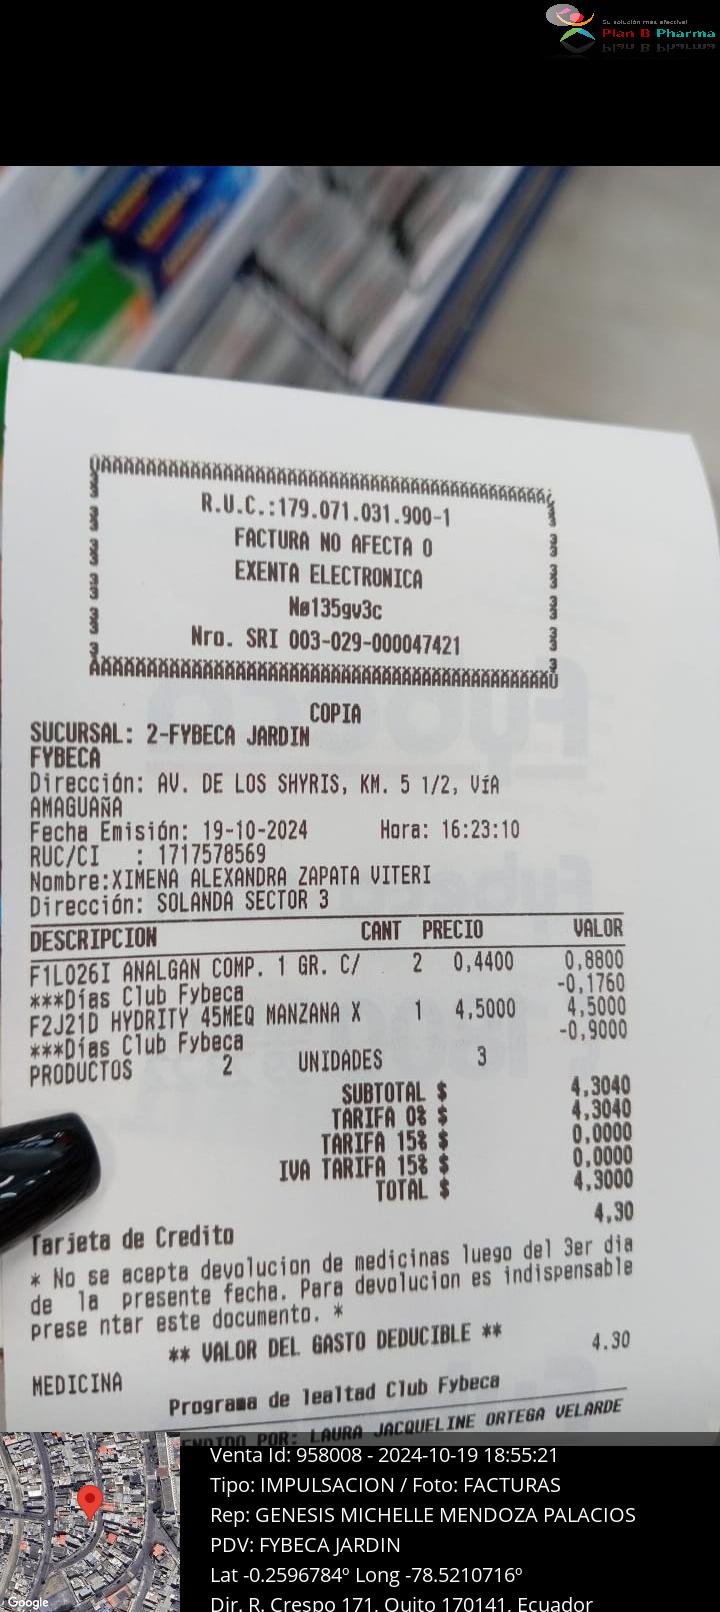 Su solución más efectiva!
Plan B Pharma
R.U.C.:179.071.031.900-1
FACTURA NO AFECTA O
EXENTA ELECTRONICA
Nø135gv3c
Nro. SRI 003-029-000047421
COPIA
SUCURSAL: 2-FYBECA JARDIN
FYBECA
Dirección: AV. DE LOS SHYRIS, KM. 5 1/2, VíA
AMAGUAÑA
Fecha Emisión: 19-10-2024 Hora: 16:23:10
RUC/CI : 1717578569
Nombre:XIMENA ALEXANDRA ZAPATA VITERI
Dirección: SOLANDA SECTOR 3
DESCRIPCION CANT PRECIO VALOR
F1L026I ANALGAN COMP. 1 GR. C/ 2 0,4400 0,8800
***Días Club Fybeca -0,1760
F2J21D HYDRITY 45MEQ MANZANA X 1 4,5000 4,5000
***Días Club Fybeca -0,9000
PRODUCTOS 2 UNIDADES 3
SUBTOTAL $ 4,3040
TARIFA 0% $ 4,3040
TARIFA 15% $ 0,0000
IVA TARIFA 15% $ 0,0000
TOTAL $ 4,3000
Tarjeta de Credito 4,30
* No se acepta devolucion de medicinas luego del 3er dia
de la presente fecha. Para devolucion es indispensable
prese ntar este documento. *
** VALOR DEL GASTO DEDUCIBLE **
MEDICINA 4.30
Programa de lealtad Club Fybeca
POR: LAURA JACQUELINE ORTEGA VELARDE
Venta Id: 958008 - 2024-10-19 18:55:21
Tipo: IMPULSACION / Foto: FACTURAS
Rep: GENESIS MICHELLE MENDOZA PALACIOS
PDV: FYBECA JARDIN
Lat -0.2596784º Long -78.5210716º
Dir. R. Crespo 171, Quito 170141, Ecuador
Google